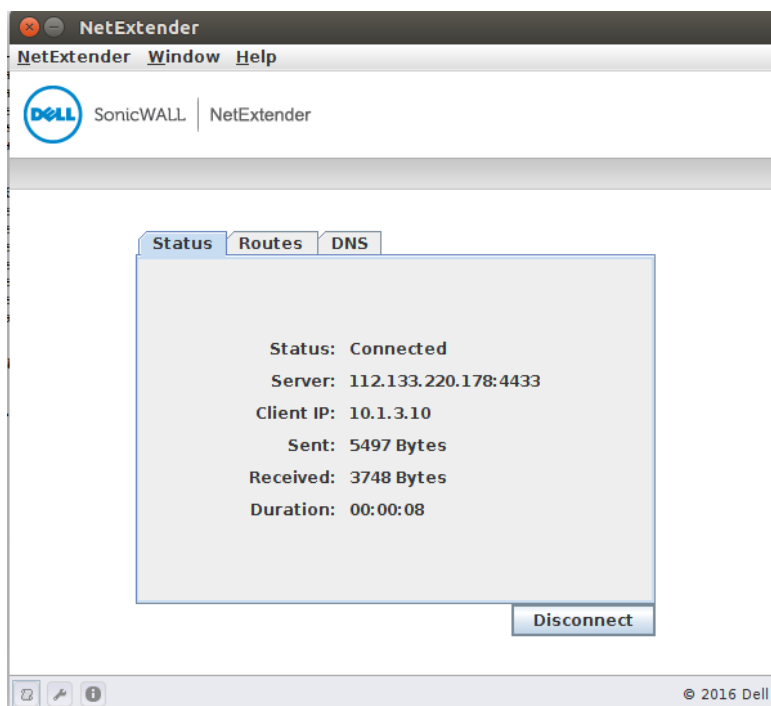 NetExtender
NetExtender Window Help
DELL SonicWALL NetExtender
Status Routes DNS
Status: Connected
Server: 112.133.220.178:4433
Client IP: 10.1.3.10
Sent: 5497 Bytes
Received: 3748 Bytes
Duration: 00:00:08
Disconnect
© 2016 Dell